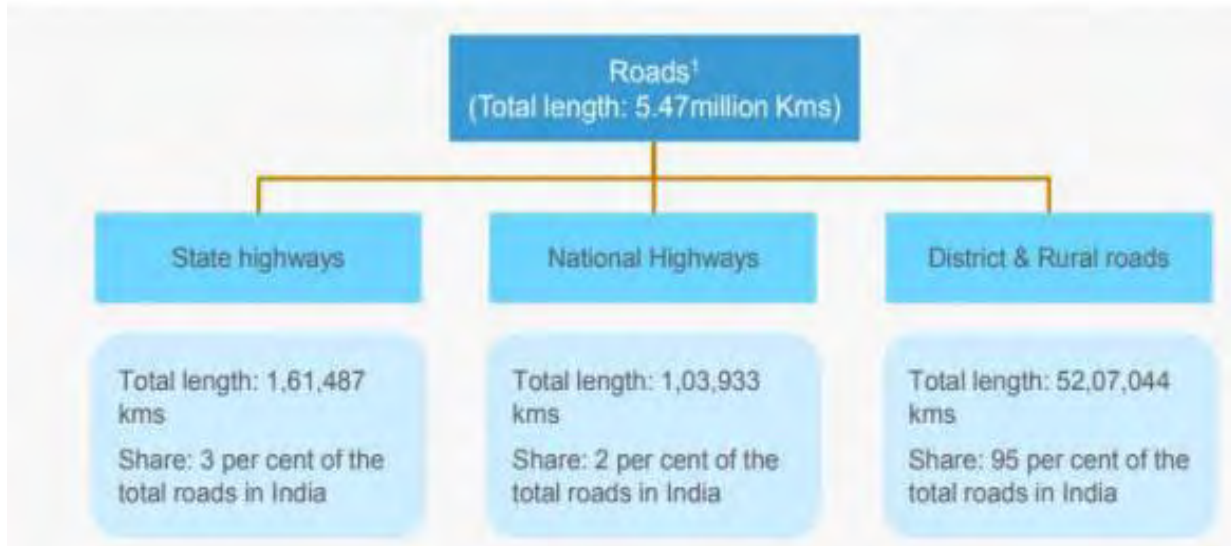 Roads¹
(Total length: 5.47million Kms)
State highways
National Highways
District & Rural roads
Total length: 1,61,487
kms
Share: 3 per cent of the
total roads in India
Total length: 1,03,933
kms
Share: 2 per cent of the
total roads in India
Total length: 52,07,044
kms
Share: 95 per cent of the
total roads in India